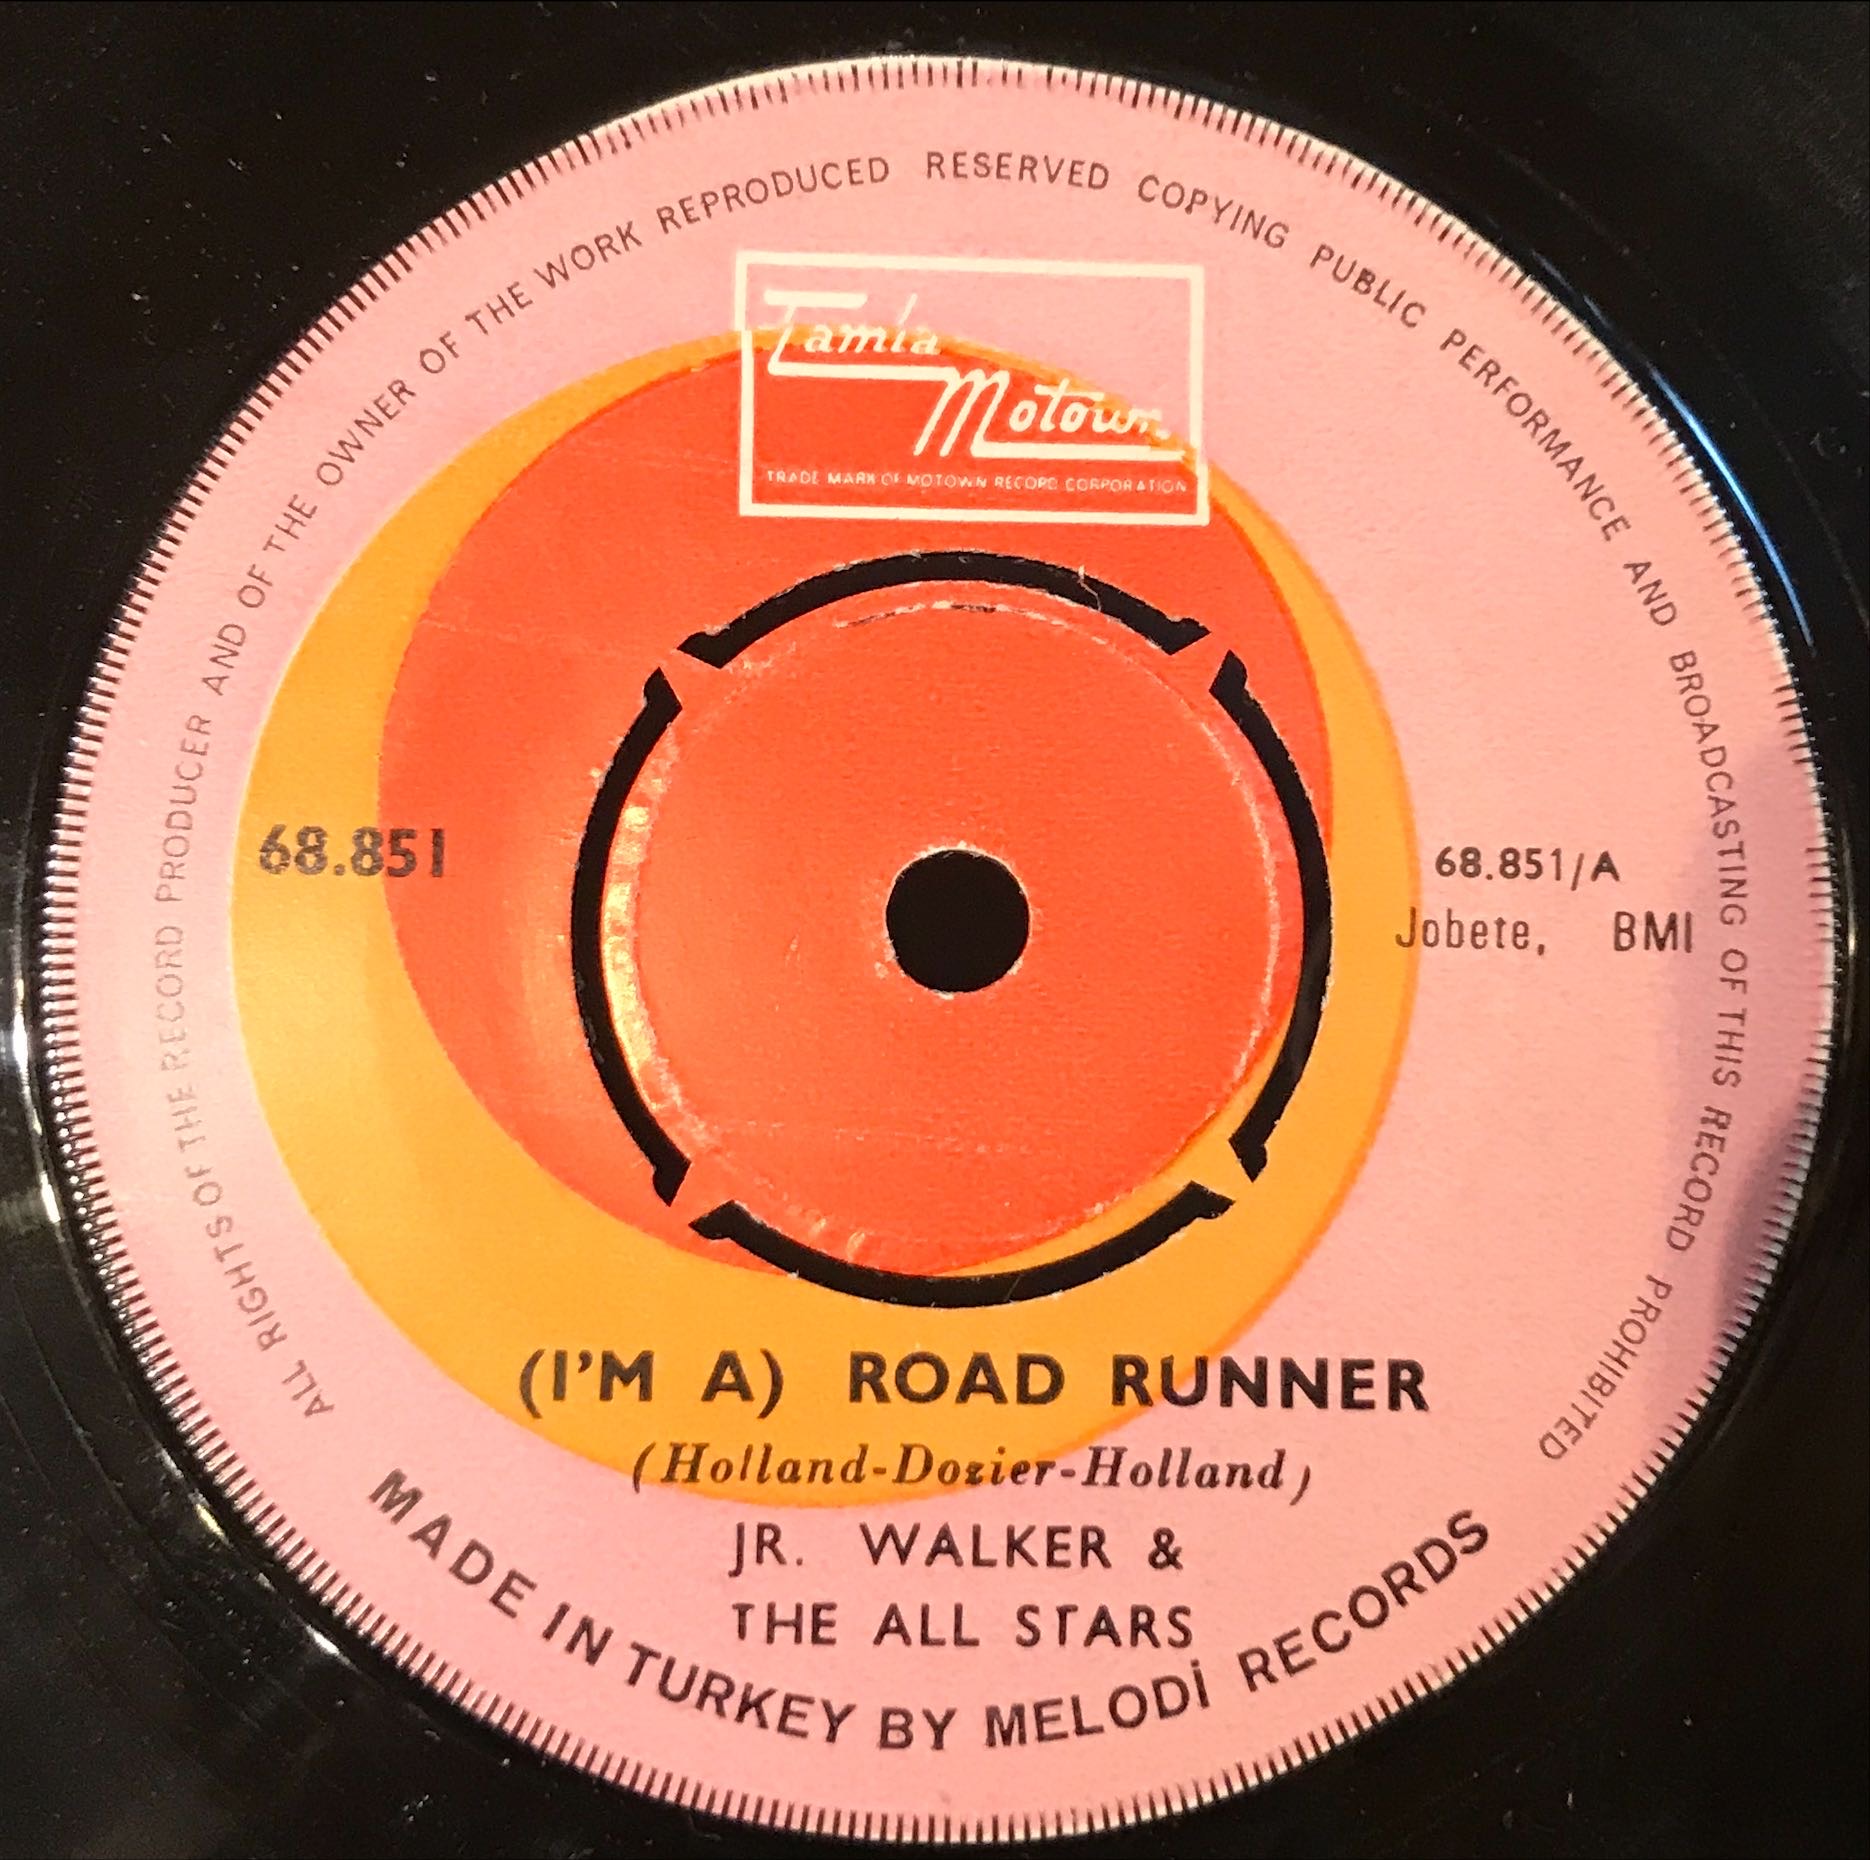 ALL RIGHTS OF THE RECORD PRODUCER AND OF THE OWNER OF THE WORK REPRODUCED RESERVED COPYING PUBLIC PERFORMANCE AND BROADCASTING OF THIS RECORD PROHIBITED
Tamla
Motown
TRADE MARK OF MOTOWN RECORD CORPORATION
68.851
68.851/A
Jobete, BMI
(I'M A) ROAD RUNNER
(Holland-Dozier-Holland)
JR. WALKER &
THE ALL STARS
MADE IN TURKEY BY MELODİ RECORDS